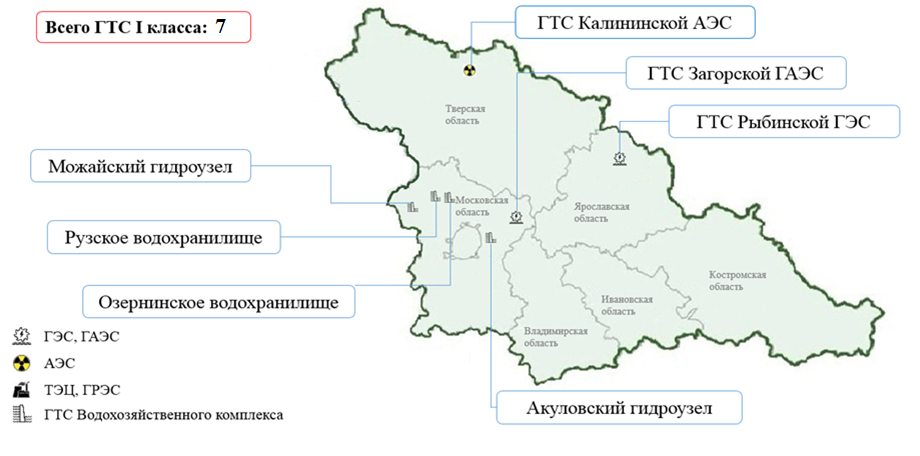 Всего ГТС I класса: 7
ГТС Калининской АЭС
ГТС Загорской ГАЭС
ГТС Рыбинской ГЭС
Тверская
область
Можайский гидроузел
Московская
область
Ярославская
область
Рузское водохранилище
Костромская
область
Озернинское водохранилище
Ивановская
область
Владимирская
область
ГЭС, ГАЭС
АЭС
ТЭЦ, ГРЭС
ГТС Водохозяйственного комплекса
Акуловский гидроузел